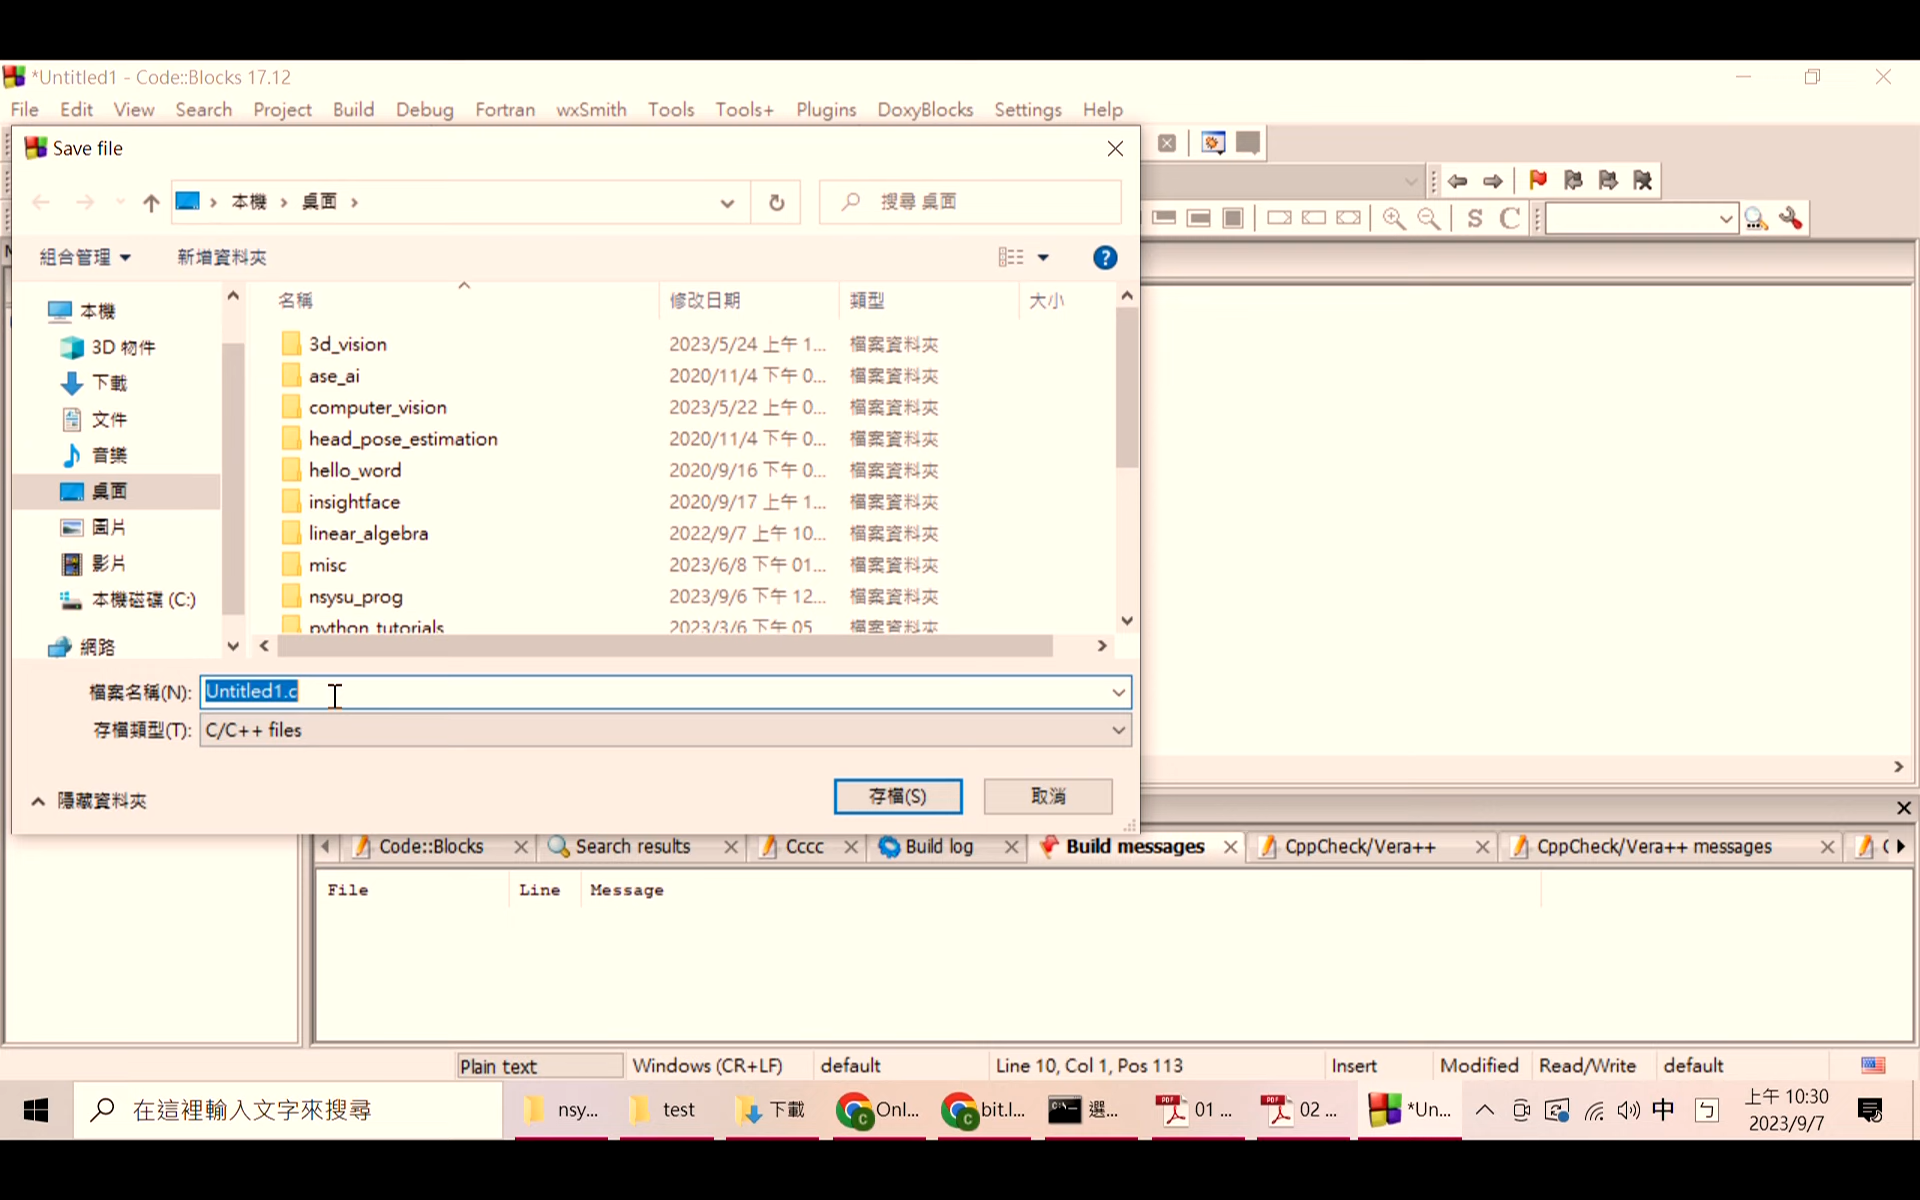 *Untitled1 - Code::Blocks 17.12
File Edit View Search Project Build Debug Fortran wxSmith Tools Tools+ Plugins DoxyBlocks Settings Help
Save file
本機 桌面
搜尋 桌面
組合管理 新增資料夾
名稱 修改日期 類型 大小
本機
3D 物件
下載
文件
音樂
桌面
圖片
影片
本機磁碟 (C:)
網路
3d_vision 2023/5/24 上午 1... 檔案資料夾
ase_ai 2020/11/4 下午 0... 檔案資料夾
computer_vision 2023/5/22 上午 0... 檔案資料夾
head_pose_estimation 2020/11/4 下午 0... 檔案資料夾
hello_word 2020/9/16 下午 0... 檔案資料夾
insightface 2020/9/17 上午 1... 檔案資料夾
linear_algebra 2022/9/7 上午 10... 檔案資料夾
misc 2023/6/8 下午 01... 檔案資料夾
nsysu_prog 2023/9/6 下午 12... 檔案資料夾
python_tutorials 2023/3/6 下午 05 檔案資料夾
檔案名稱(N): Untitled1.c
存檔類型(T): C/C++ files
隱藏資料夾 存檔(S) 取消
S C
Code::Blocks Search results Cccc Build log Build messages CppCheck/Vera++ CppCheck/Vera++ messages
File Line Message
Plain text Windows (CR+LF) default Line 10, Col 1, Pos 113 Insert Modified Read/Write default
在這裡輸入文字來搜尋 nsy... test 下載 Onl... bit.l... 選... 01 ... 02 ... *Un... 中 ㄅ
上午 10:30
2023/9/7